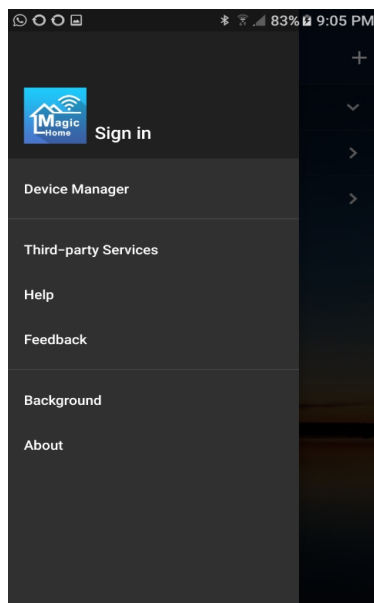 83% 9:05 PM
Magic
Home
Sign in
Device Manager
Third-party Services
Help
Feedback
Background
About